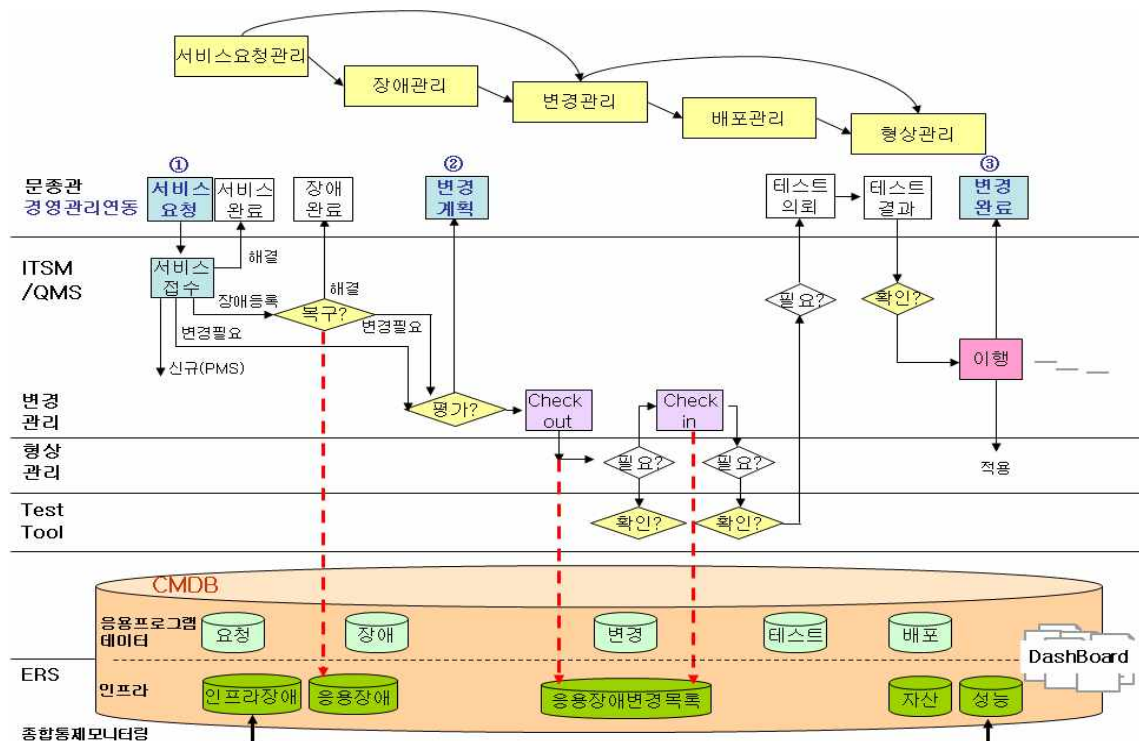 서비스요청관리
장애관리
변경관리
배포관리
형상관리
①
②
③
문종관
경영관리연동
서비스
요청
서비스
완료
장애
완료
변경
계획
테스트
의뢰
테스트
결과
변경
완료
ITSM
/QMS
서비스
접수
해결
장애등록
복구?
해결
변경필요
변경필요
신규(PMS)
필요?
확인?
이행
변경
관리
평가?
Check
out
Check
in
형상
관리
필요?
필요?
적용
Test
Tool
확인?
확인?
CMDB
응용프로그램
데이터
요청
장애
변경
테스트
배포
DashBoard
ERS
인프라
인프라장애
응용장애
응용장애변경목록
자산
성능
종합통제모니터링